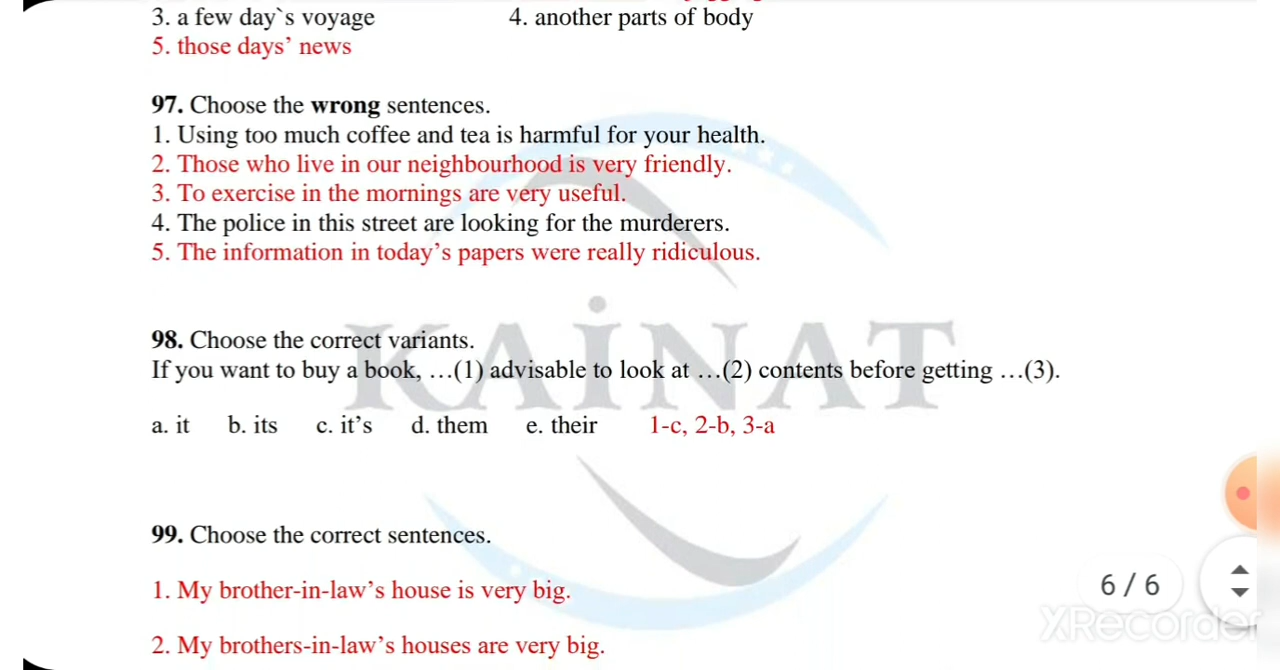 3. a few day`s voyage 4. another parts of body
5. those days’ news
97. Choose the wrong sentences.
1. Using too much coffee and tea is harmful for your health.
2. Those who live in our neighbourhood is very friendly.
3. To exercise in the mornings are very useful.
4. The police in this street are looking for the murderers.
5. The information in today’s papers were really ridiculous.
KAİNAT
98. Choose the correct variants.
If you want to buy a book, …(1) advisable to look at …(2) contents before getting …(3).
a. it b. its c. it’s d. them e. their 1-c, 2-b, 3-a
99. Choose the correct sentences.
1. My brother-in-law’s house is very big.
6 / 6
XRecorder
2. My brothers-in-law’s houses are very big.